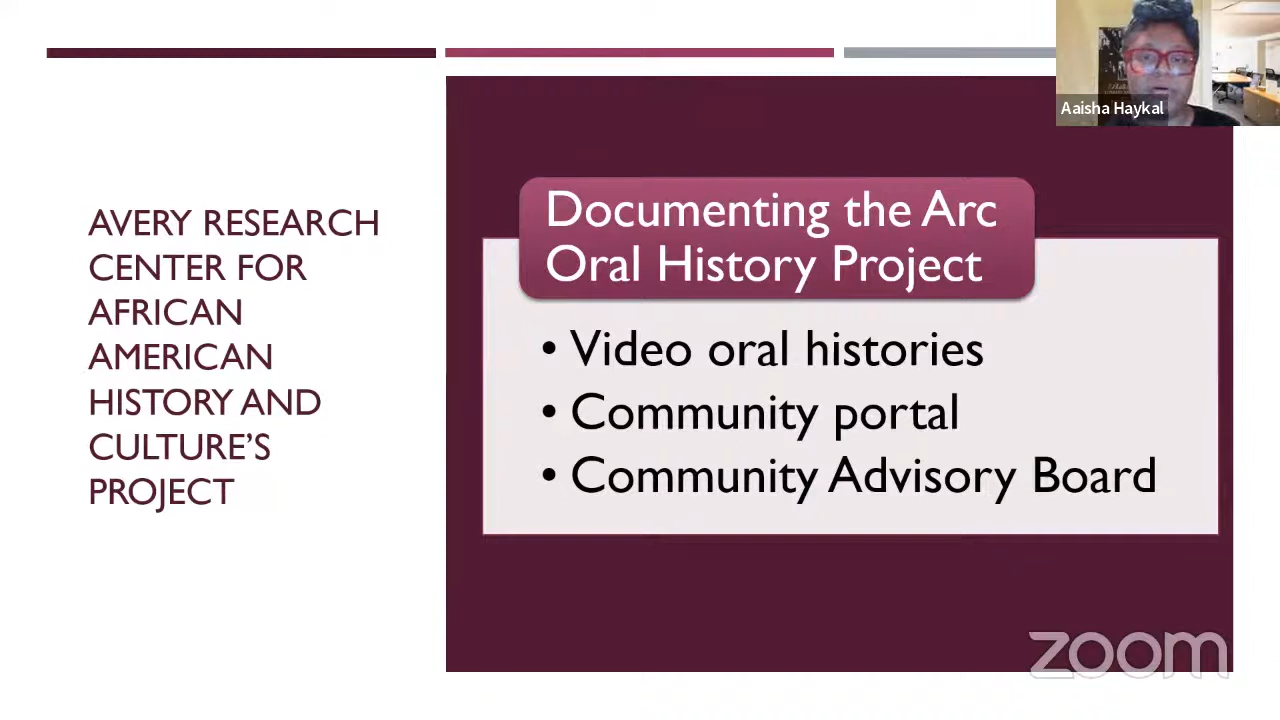 Aaisha Haykal
AVERY RESEARCH
CENTER FOR
AFRICAN
AMERICAN
HISTORY AND
CULTURE'S
PROJECT
Documenting the Arc
Oral History Project
• Video oral histories
• Community portal
• Community Advisory Board
zoom